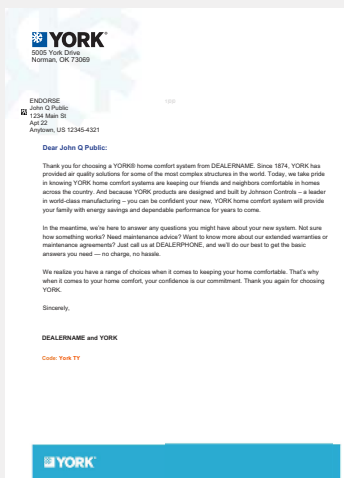 YORK®
5005 York Drive
Norman, OK 73069
ENDORSE
John Q Public
1234 Main St
Apt 22
Anytown, US 12345-4321
Dear John Q Public:
Thank you for choosing a YORK® home comfort system from DEALERNAME. Since 1874, YORK has
provided air quality solutions for some of the most complex structures in the world. Today, we take pride
in knowing YORK home comfort systems are keeping our friends and neighbors comfortable in homes
across the country. And because YORK products are designed and built by Johnson Controls – a leader
in world-class manufacturing – you can be confident your new, YORK home comfort system will provide
your family with energy savings and dependable performance for years to come.
In the meantime, we're here to answer any questions you might have about your new system. Not sure
how something works? Need maintenance advice? Want to know more about our extended warranties or
maintenance agreements? Just call us at DEALERPHONE, and we'll do our best to get the basic
answers you need — no charge, no hassle.
We realize you have a range of choices when it comes to keeping your home comfortable. That's why
when it comes to your home comfort, your confidence is our commitment. Thank you again for choosing
YORK.
Sincerely,
DEALERNAME and YORK
Code: York TY
YORK®